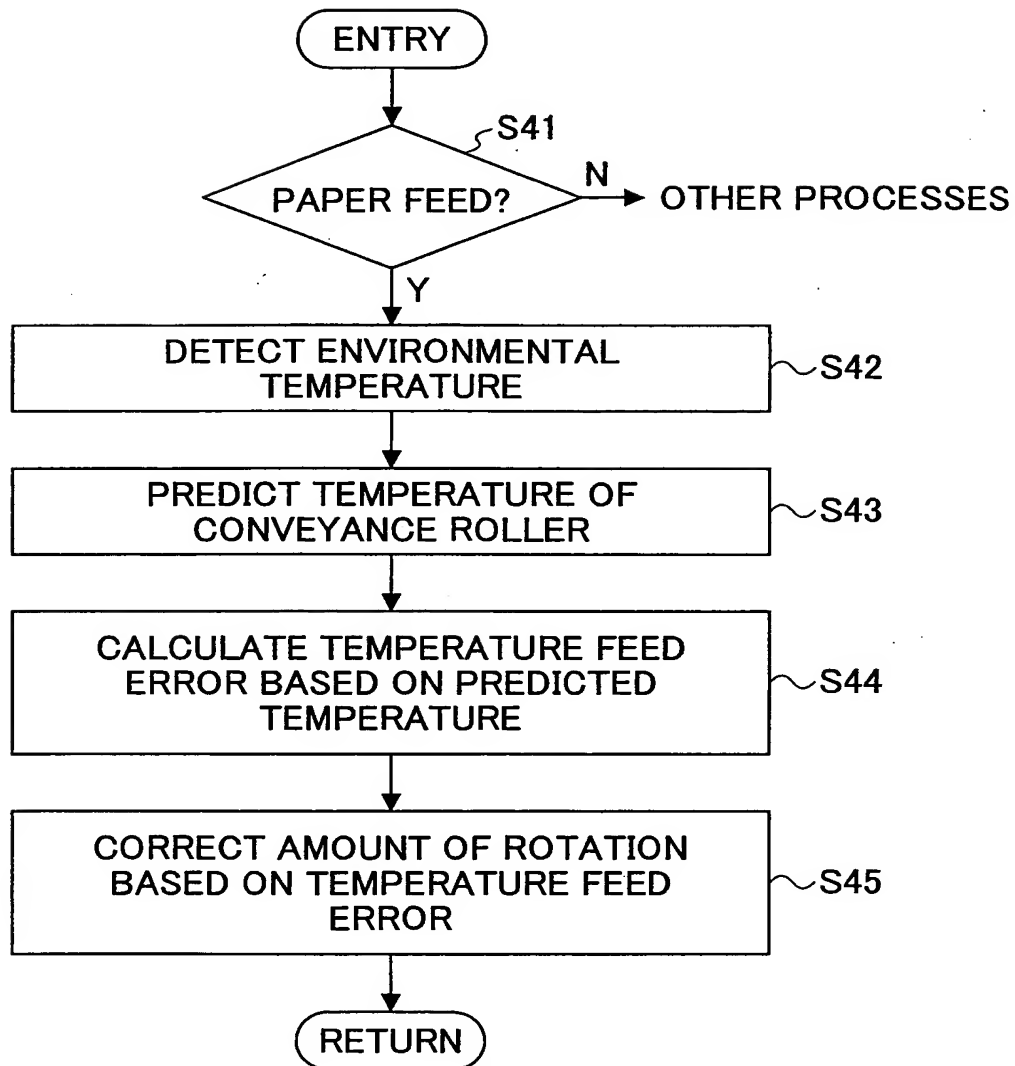 ENTRY
S41
PAPER FEED?
N
OTHER PROCESSES
Y
DETECT ENVIRONMENTAL
TEMPERATURE
S42
PREDICT TEMPERATURE OF
CONVEYANCE ROLLER
S43
CALCULATE TEMPERATURE FEED
ERROR BASED ON PREDICTED
TEMPERATURE
S44
CORRECT AMOUNT OF ROTATION
BASED ON TEMPERATURE FEED
ERROR
S45
RETURN